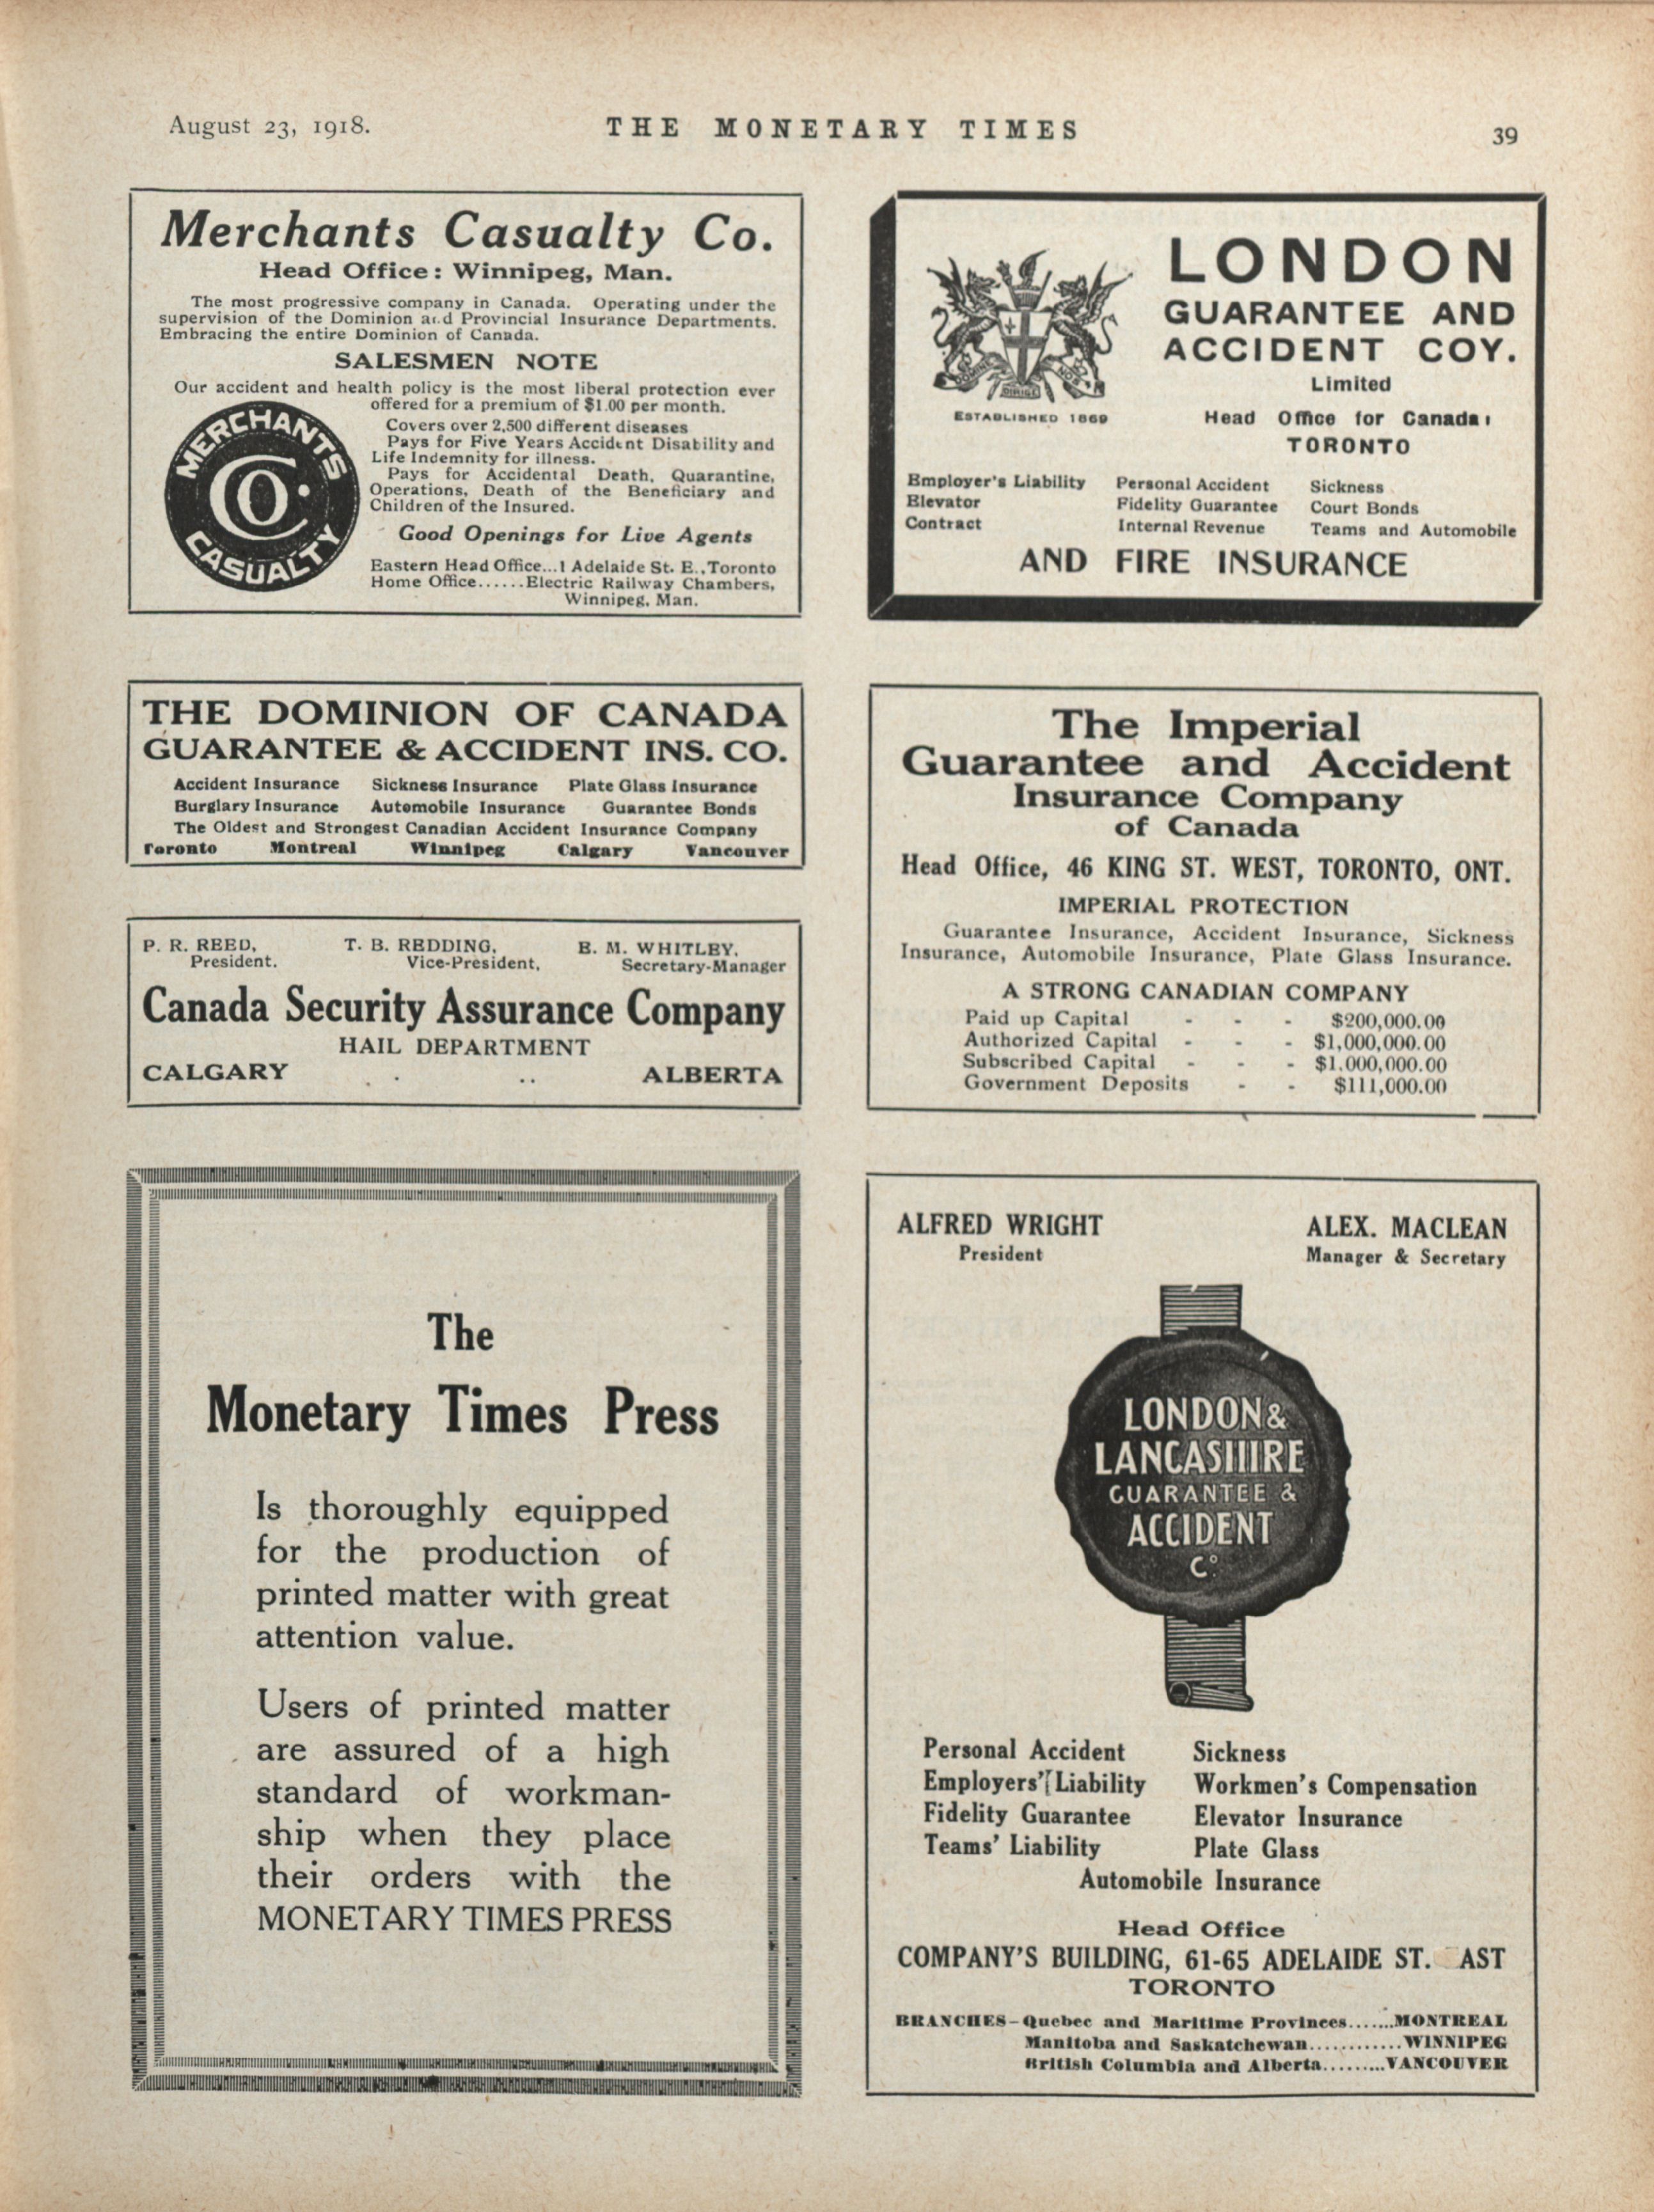 August 23, 1918.
THE MONETARY TIMES
39
Merchants Casualty Co.
Head Office: Winnipeg, Man.
The most progressive company in Canada. Operating under the
supervision of the Dominion and Provincial Insurance Departments.
Embracing the entire Dominion of Canada.
SALESMEN NOTE
Our accident and health policy is the most liberal protection ever
offered for a premium of $1.00 per month.
Covers over 2,500 different diseases
Pays for Five Years Accident Disability and
Life Indemnity for illness.
Pays for Accidental Death, Quarantine,
Operations, Death of the Beneficiary and
Children of the Insured.
Good Openings for Live Agents
Eastern Head Office...1 Adelaide St. E., Toronto
Home Office......Electric Railway Chambers,
Winnipeg, Man.
MERCHANTS
CO.
CASUALTY
LONDON
GUARANTEE AND
ACCIDENT COY.
Limited
DOMINE DIRIGE NOS
ESTABLISHED 1869
Head Office for Canada:
TORONTO
Employer's Liability Personal Accident Sickness
Elevator Fidelity Guarantee Court Bonds
Contract Internal Revenue Teams and Automobile
AND FIRE INSURANCE
THE DOMINION OF CANADA
GUARANTEE & ACCIDENT INS. CO.
Accident Insurance Sickness Insurance Plate Glass Insurance
Burglary Insurance Automobile Insurance Guarantee Bonds
The Oldest and Strongest Canadian Accident Insurance Company
Toronto Montreal Winnipeg Calgary Vancouver
The Imperial
Guarantee and Accident
Insurance Company
of Canada
Head Office, 46 KING ST. WEST, TORONTO, ONT.
IMPERIAL PROTECTION
Guarantee Insurance, Accident Insurance, Sickness
Insurance, Automobile Insurance, Plate Glass Insurance.
A STRONG CANADIAN COMPANY
Paid up Capital - - - $200,000.00
Authorized Capital - - - $1,000,000.00
Subscribed Capital - - - $1,000,000.00
Government Deposits - - $111,000.00
P. R. REED, T. B. REDDING, B. M. WHITLEY,
President. Vice-President, Secretary-Manager
Canada Security Assurance Company
HAIL DEPARTMENT
CALGARY . . .. ALBERTA
The
Monetary Times Press
Is thoroughly equipped
for the production of
printed matter with great
attention value.
Users of printed matter
are assured of a high
standard of workman-
ship when they place
their orders with the
MONETARY TIMES PRESS
ALFRED WRIGHT ALEX. MACLEAN
President Manager & Secretary
LONDON &
LANCASHIRE
GUARANTEE &
ACCIDENT
Co
Personal Accident Sickness
Employers' Liability Workmen's Compensation
Fidelity Guarantee Elevator Insurance
Teams' Liability Plate Glass
Automobile Insurance
Head Office
COMPANY'S BUILDING, 61-65 ADELAIDE ST. AST
TORONTO
BRANCHES—Quebec and Maritime Provinces.......MONTREAL
Manitoba and Saskatchewan............WINNIPEG
British Columbia and Alberta.........VANCOUVER